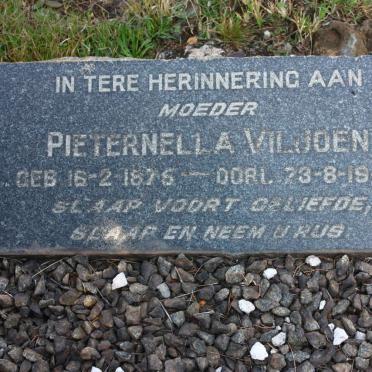 IN TERE HERINNERING AAN
MOEDER
PIETERNELLA VILJOEN
GEB 16-2-1876 — OORL. 23-8-19
SLAAP VOORT GELIEFDE,
SLAAP EN NEEM U RUS